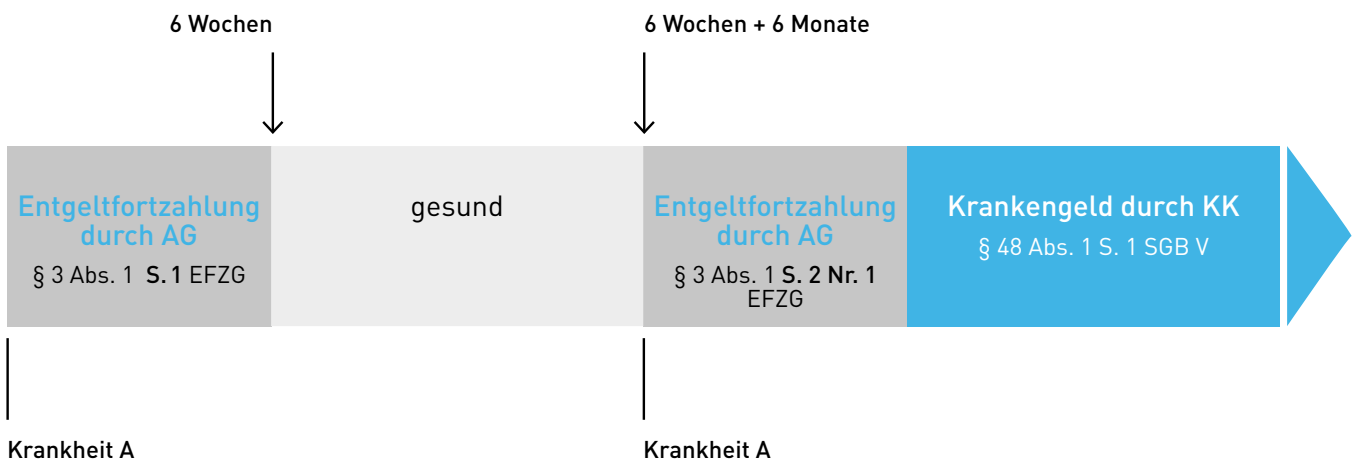 6 Wochen
6 Wochen + 6 Monate
Entgeltfortzahlung
durch AG
§ 3 Abs. 1 S. 1 EFZG
gesund
Entgeltfortzahlung
durch AG
§ 3 Abs. 1 S. 2 Nr. 1
EFZG
Krankengeld durch KK
§ 48 Abs. 1 S. 1 SGB V
Krankheit A
Krankheit A